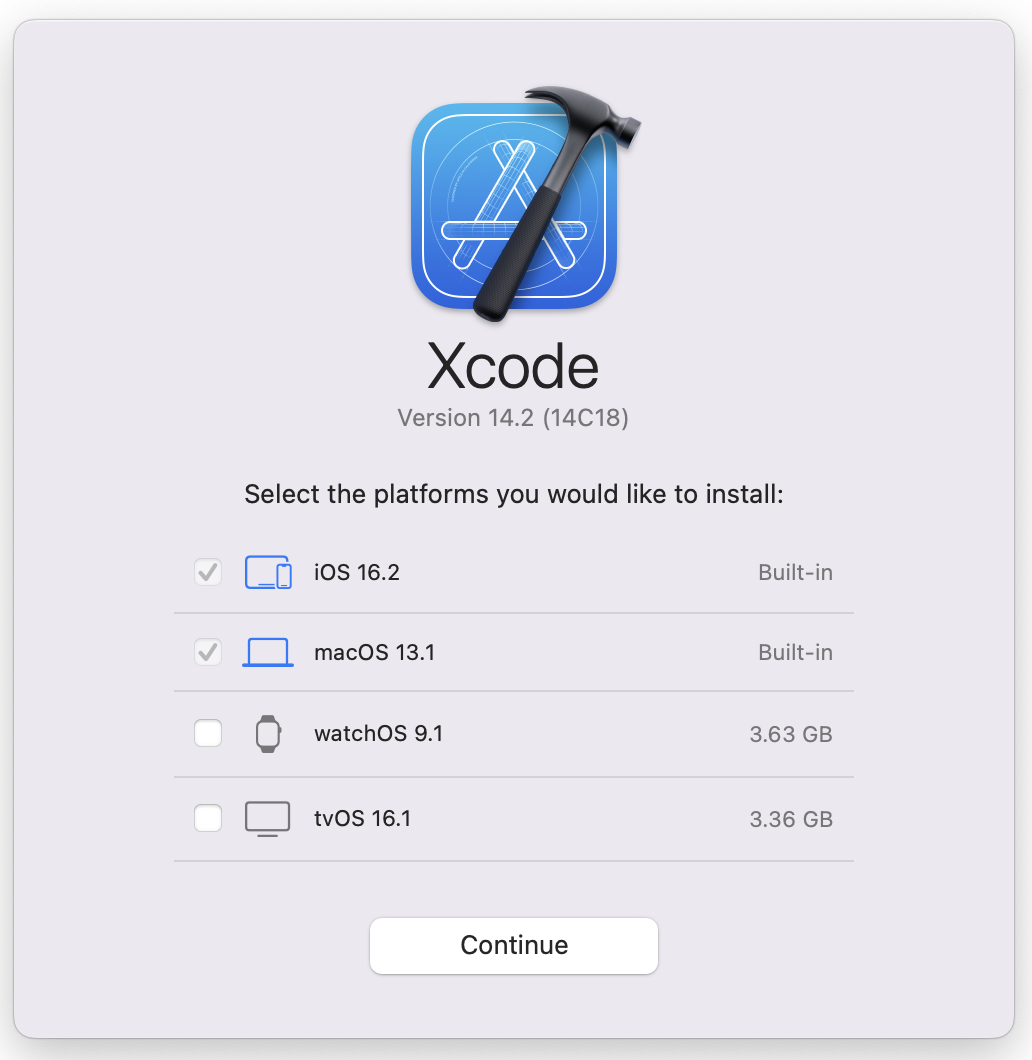 Xcode
Version 14.2 (14C18)
Select the platforms you would like to install:
iOS 16.2 Built-in
macOS 13.1 Built-in
watchOS 9.1 3.63 GB
tvOS 16.1 3.36 GB
Continue